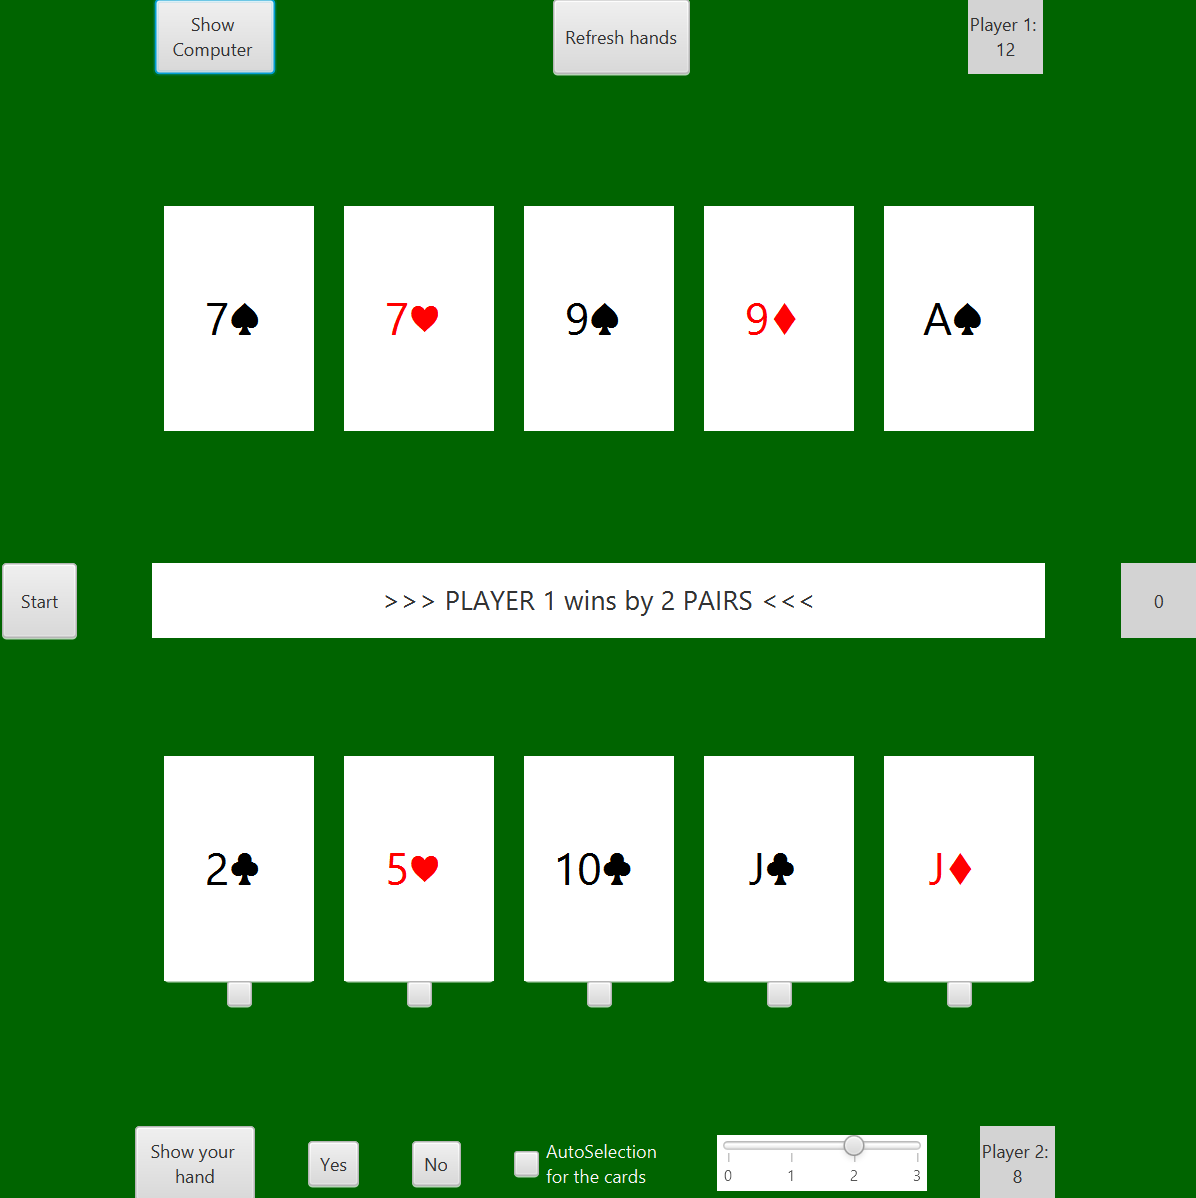 Show
Computer
Refresh hands
Player 1:
12
7♠
7♥
9♠
9♦
A♠
Start
>>> PLAYER 1 wins by 2 PAIRS <<<
0
2♣
5♥
10♣
J♣
J♦
Show your
hand
Yes
No
AutoSelection
for the cards
0 1 2 3
Player 2:
8